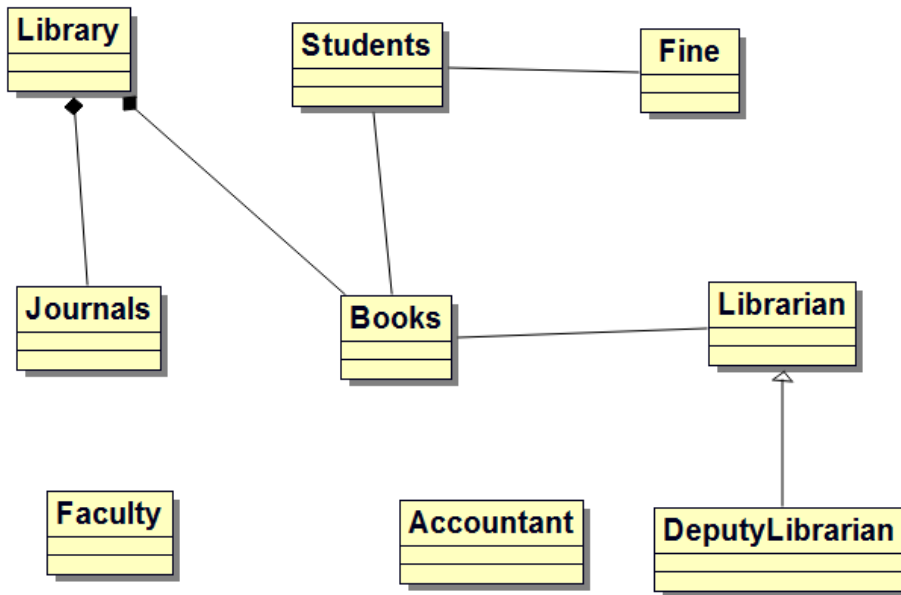 Library
Students
Fine
Journals
Books
Librarian
Faculty
Accountant
DeputyLibrarian